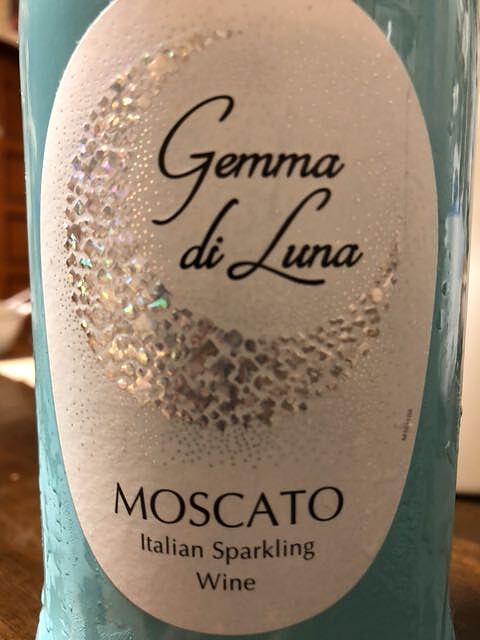 Gemma
di Luna
MOSCATO
Italian Sparkling
Wine